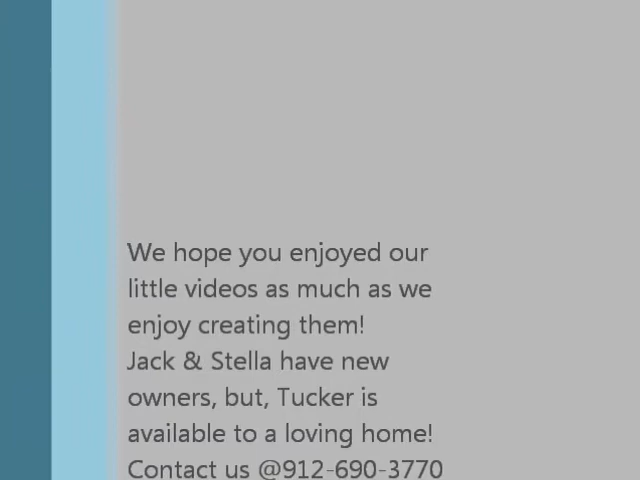 We hope you enjoyed our
little videos as much as we
enjoy creating them!
Jack & Stella have new
owners, but, Tucker is
available to a loving home!
Contact us @912-690-3770